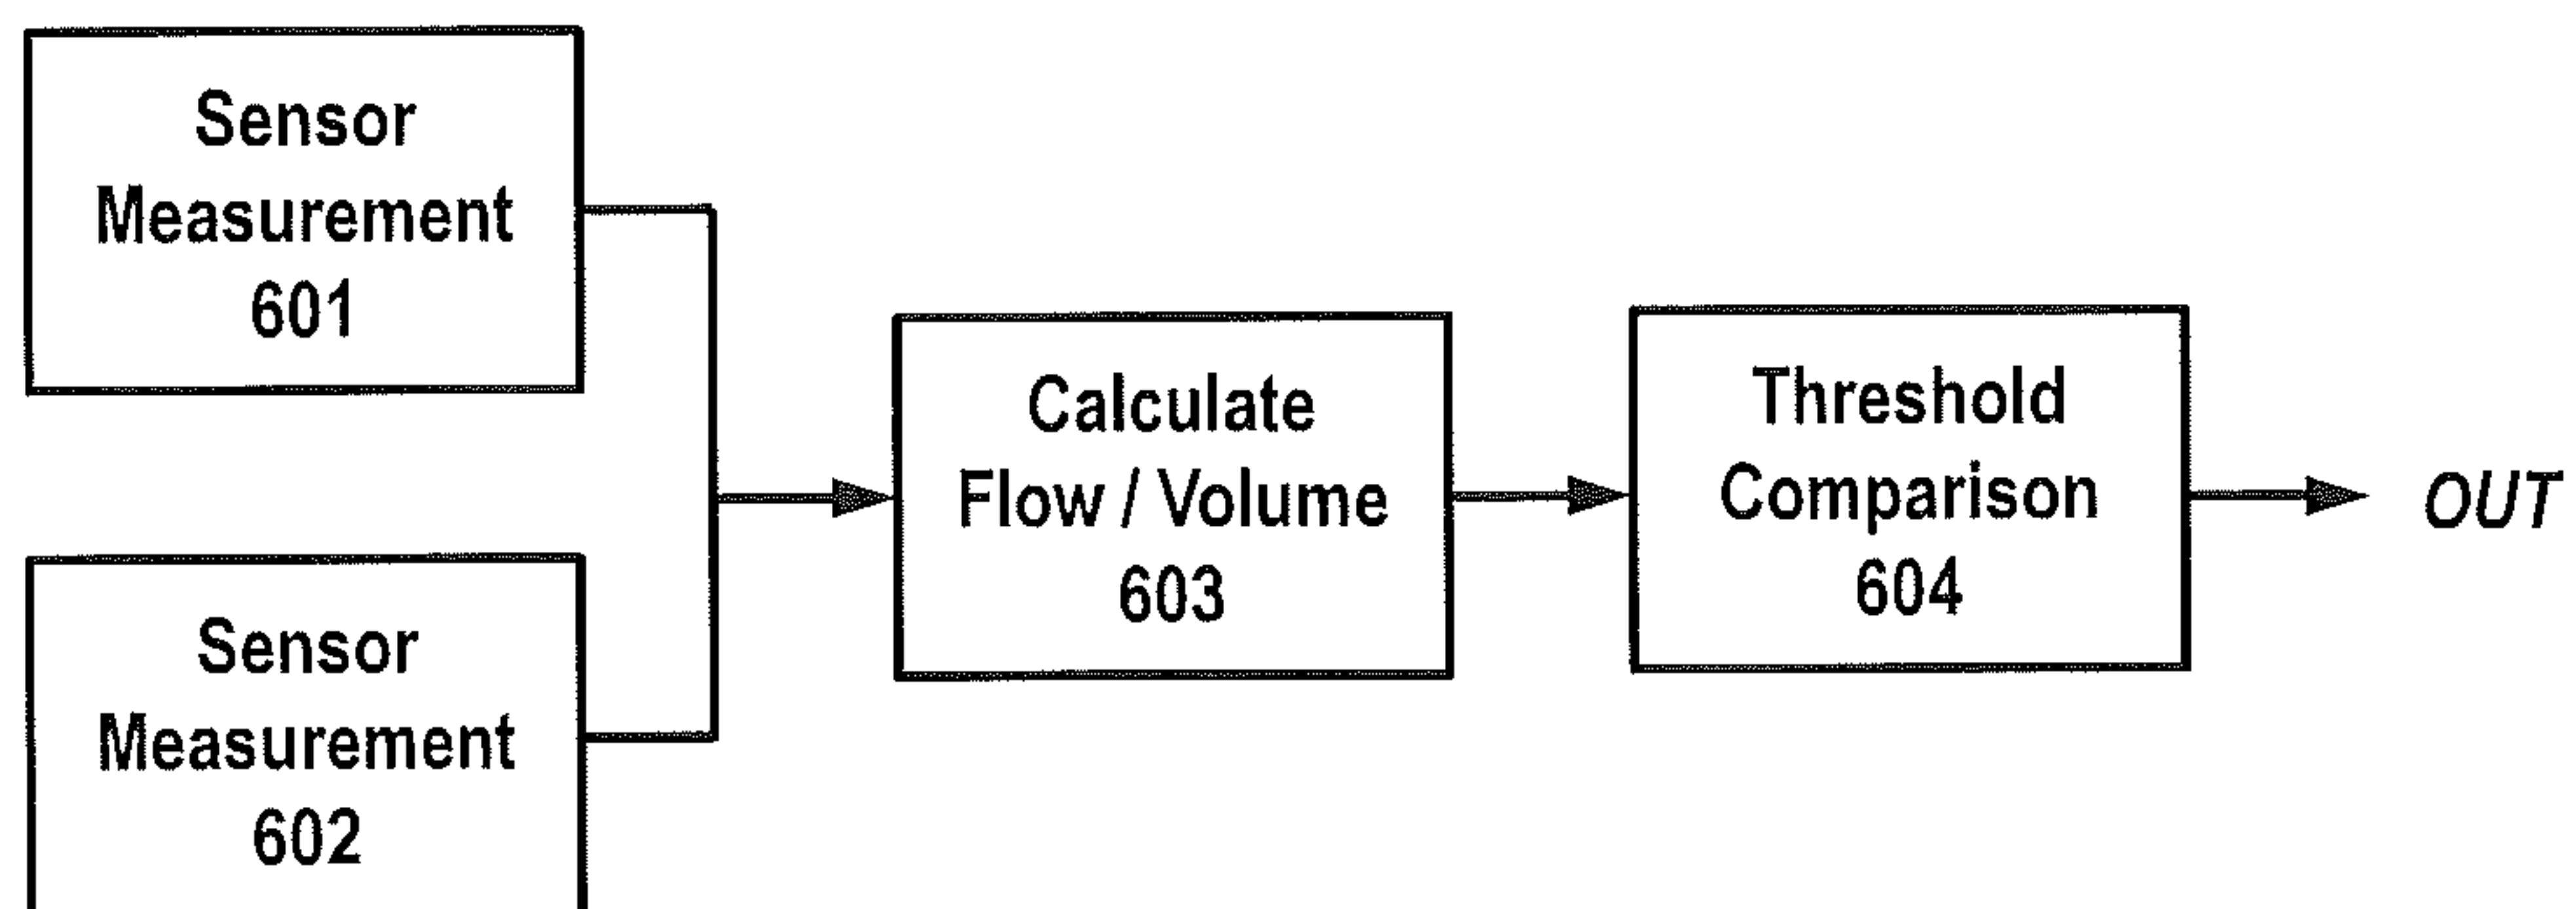 Sensor
Measurement
601
Sensor
Measurement
602
Calculate
Flow / Volume
603
Threshold
Comparison
604
OUT